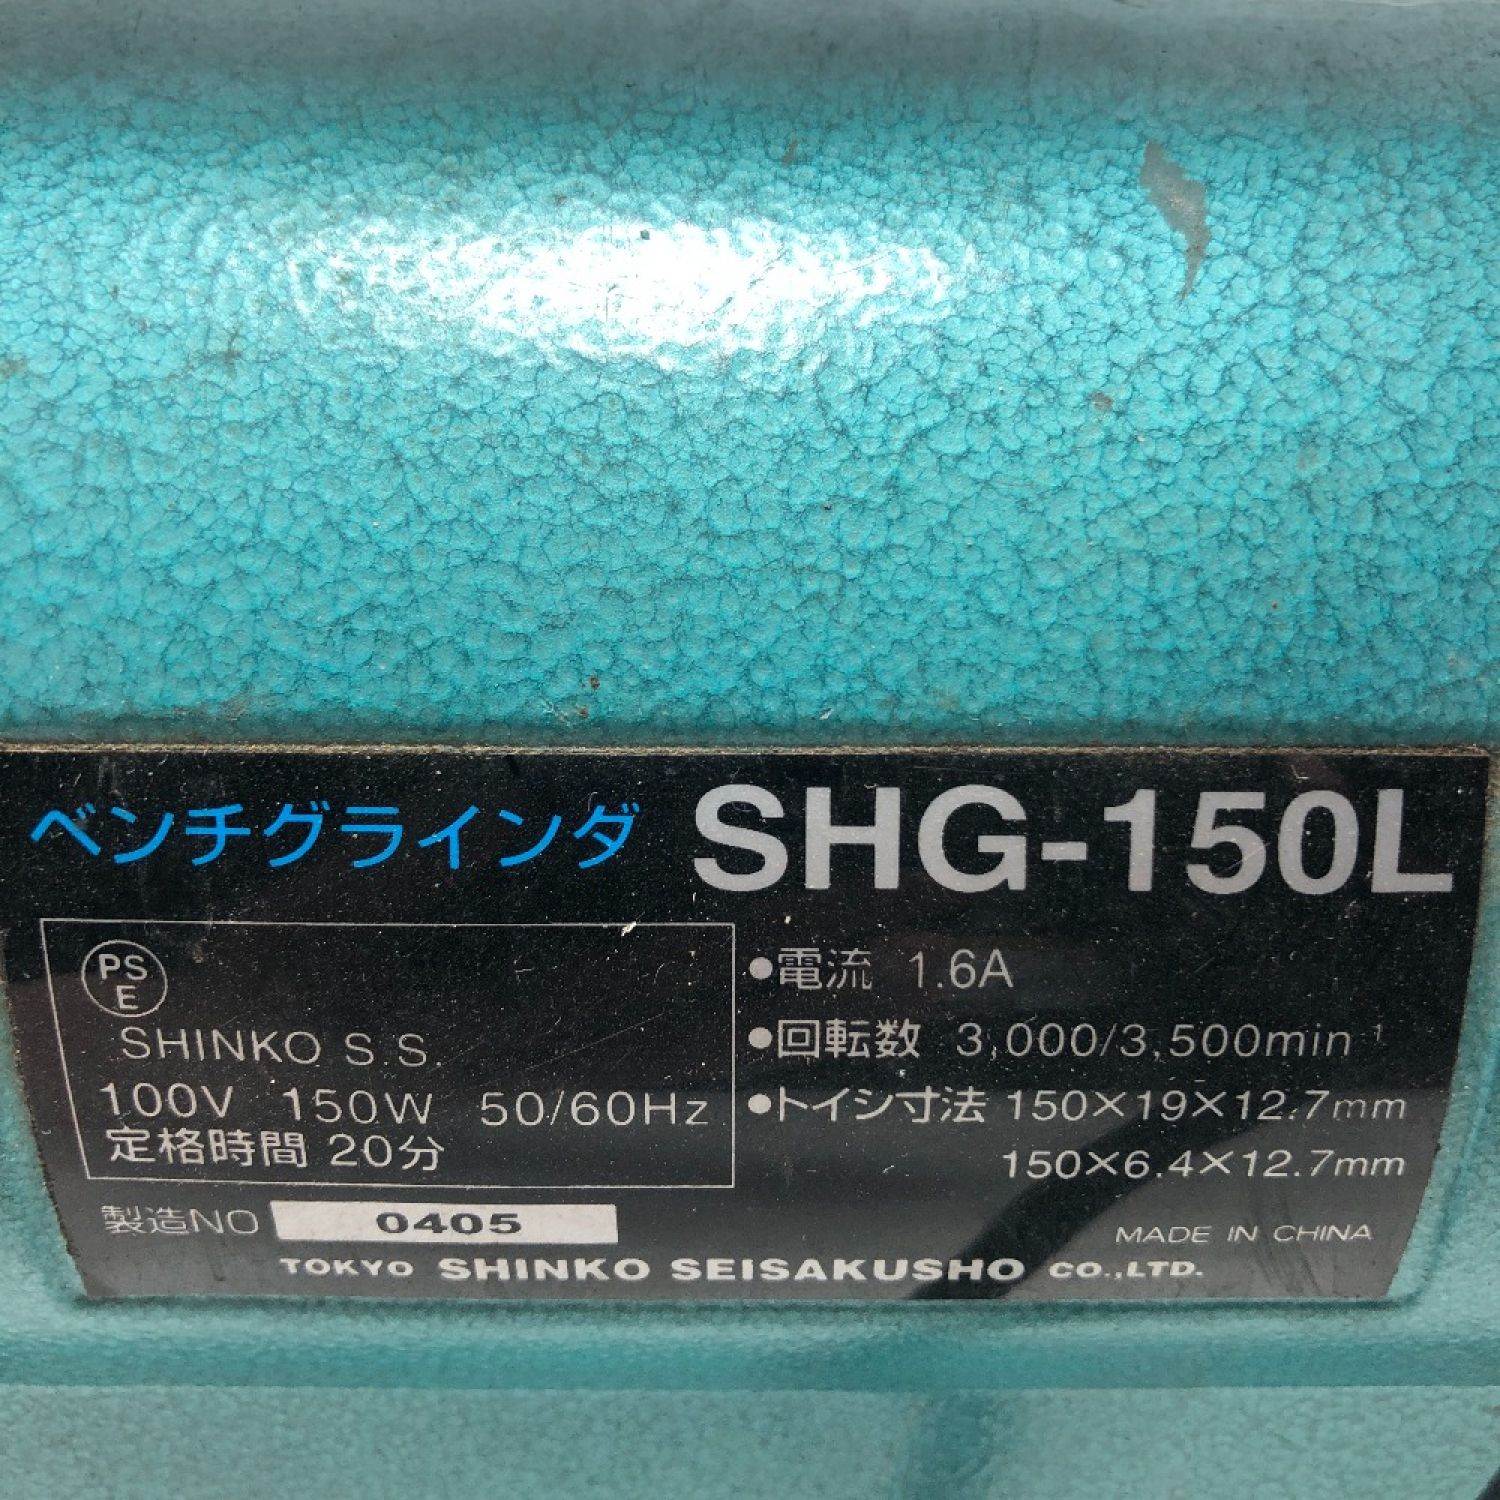 ベンチグラインダ SHG-150L
PS
E
SHINKO S.S.
100V 150W 50/60Hz
定格時間 20分
●電流 1.6A
●回転数 3,000/3,500min⁻¹
●トイシ寸法 150×19×12.7mm
150×6.4×12.7mm
製造NO 0405
MADE IN CHINA
TOKYO SHINKO SEISAKUSHO CO.,LTD.